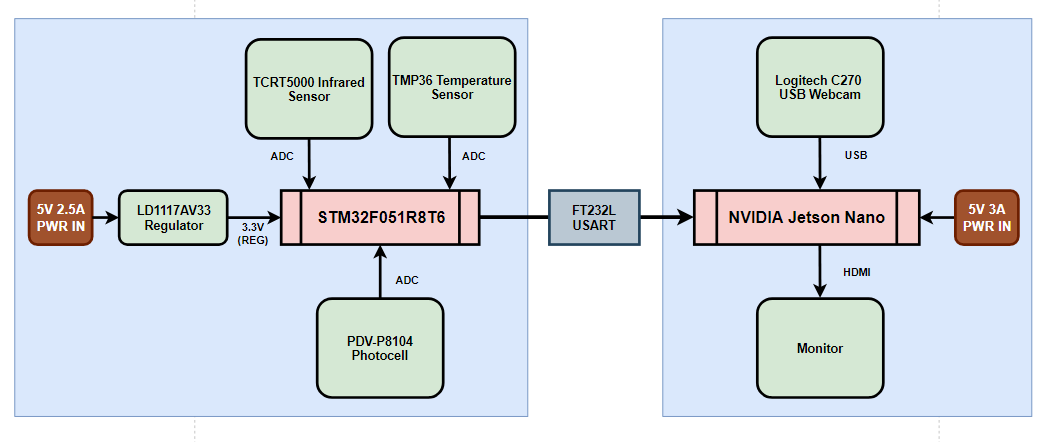 TCRT5000 Infrared
Sensor
TMP36 Temperature
Sensor
Logitech C270
USB Webcam
ADC
ADC
USB
5V 2.5A
PWR IN
LD1117AV33
Regulator
3.3V
(REG)
STM32F051R8T6
FT232L
USART
NVIDIA Jetson Nano
5V 3A
PWR IN
ADC
HDMI
PDV-P8104
Photocell
Monitor